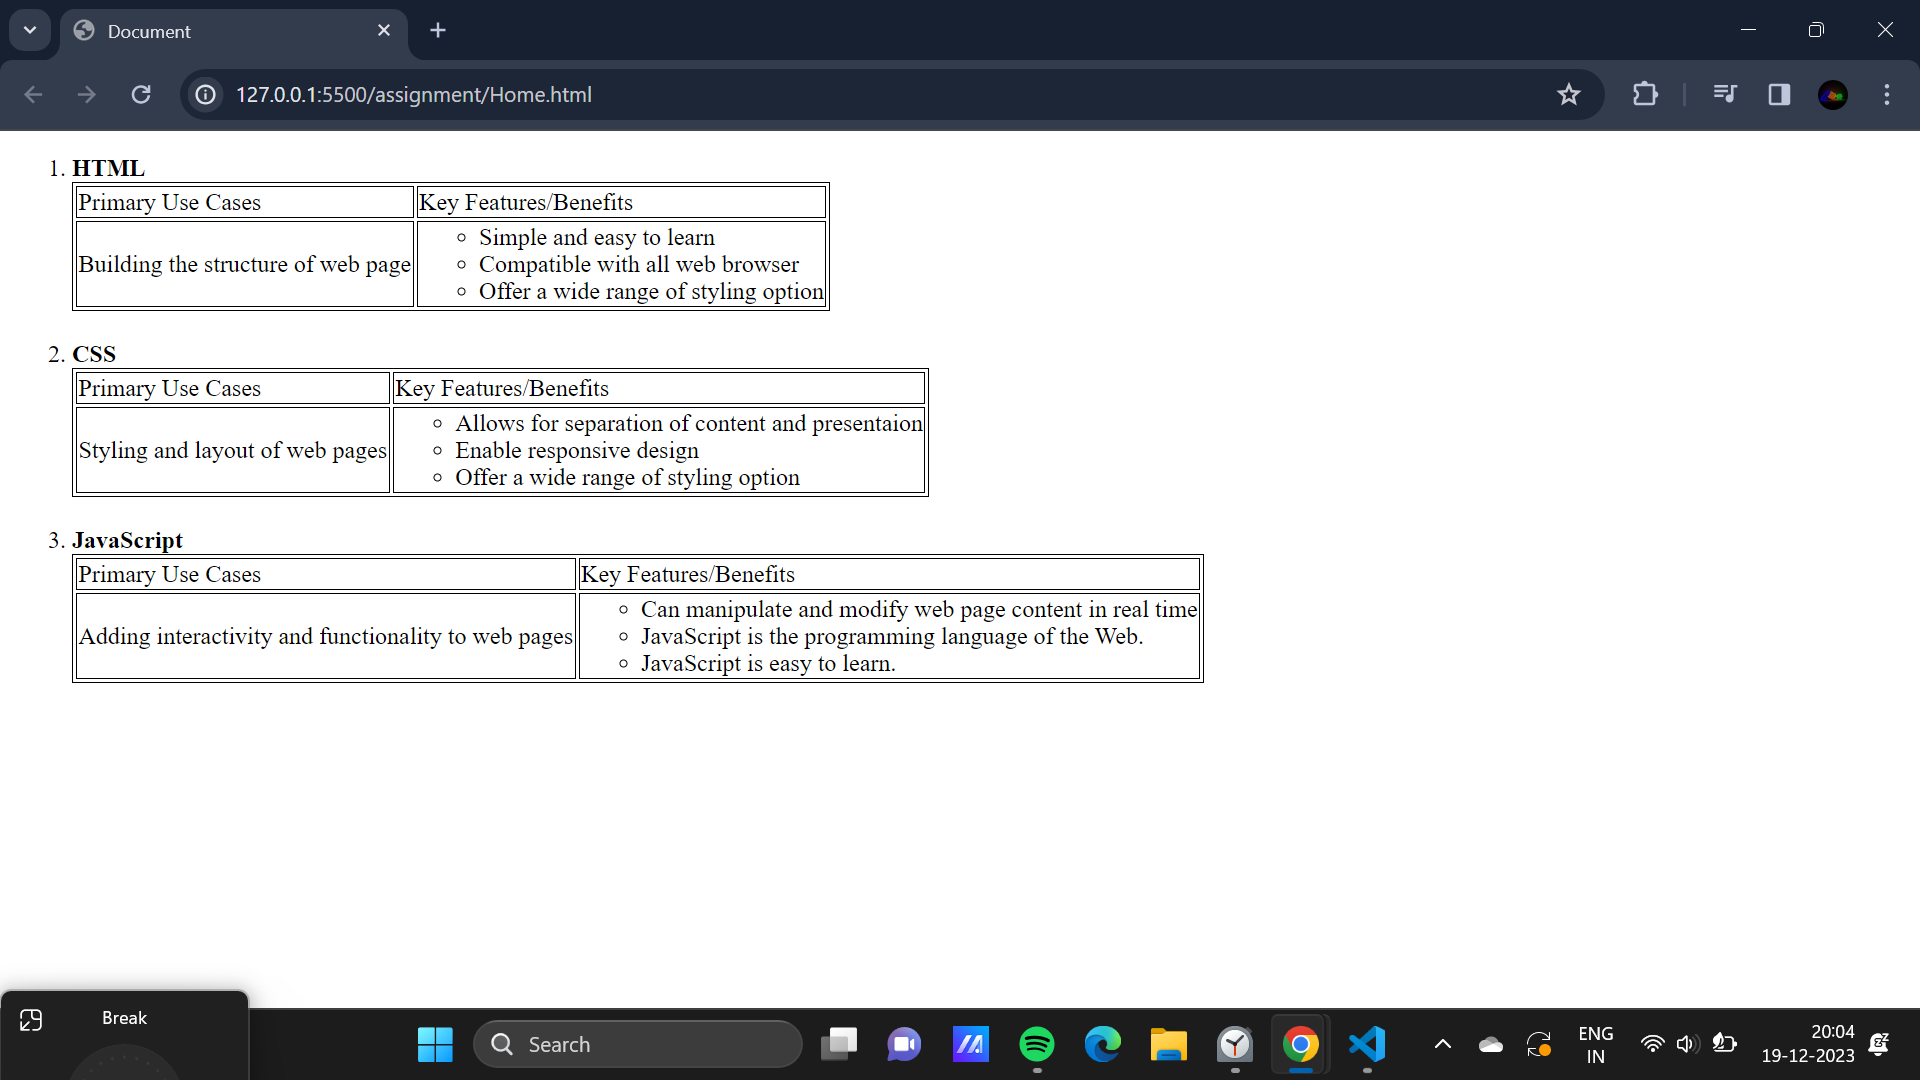 Document
127.0.0.1:5500/assignment/Home.html
1. HTML
Primary Use Cases Key Features/Benefits
Building the structure of web page
Simple and easy to learn
Compatible with all web browser
Offer a wide range of styling option
2. CSS
Primary Use Cases Key Features/Benefits
Styling and layout of web pages
Allows for separation of content and presentaion
Enable responsive design
Offer a wide range of styling option
3. JavaScript
Primary Use Cases Key Features/Benefits
Adding interactivity and functionality to web pages
Can manipulate and modify web page content in real time
JavaScript is the programming language of the Web.
JavaScript is easy to learn.
Break
Search
ENG
IN
20:04
19-12-2023